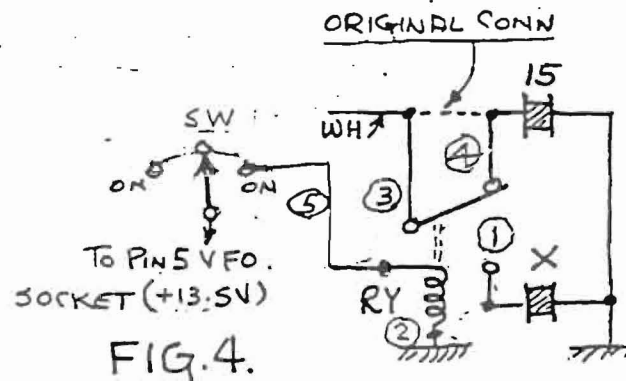 ORIGINAL CONN
15
SW
WH
4
ON
ON
5
3
1
TO PIN 5 VFO.
X
SOCKET (+13.5V)
RY
2
FIG. 4.